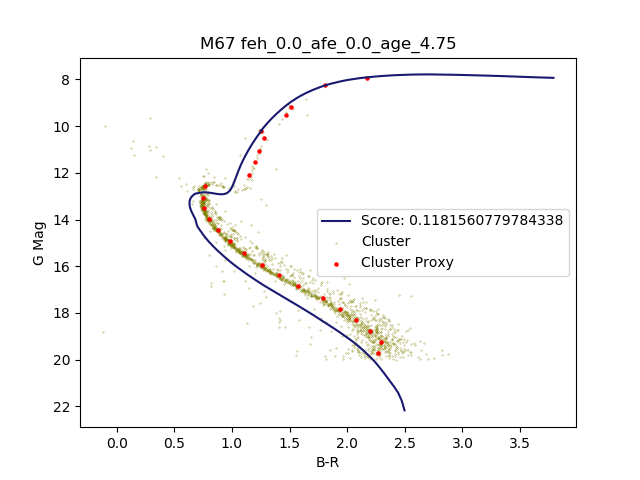 M67 feh_0.0_afe_0.0_age_4.75
8
10
12
14
16
18
20
22
G Mag
Score: 0.1181560779784338
Cluster
Cluster Proxy
0.0 0.5 1.0 1.5 2.0 2.5 3.0 3.5
B-R